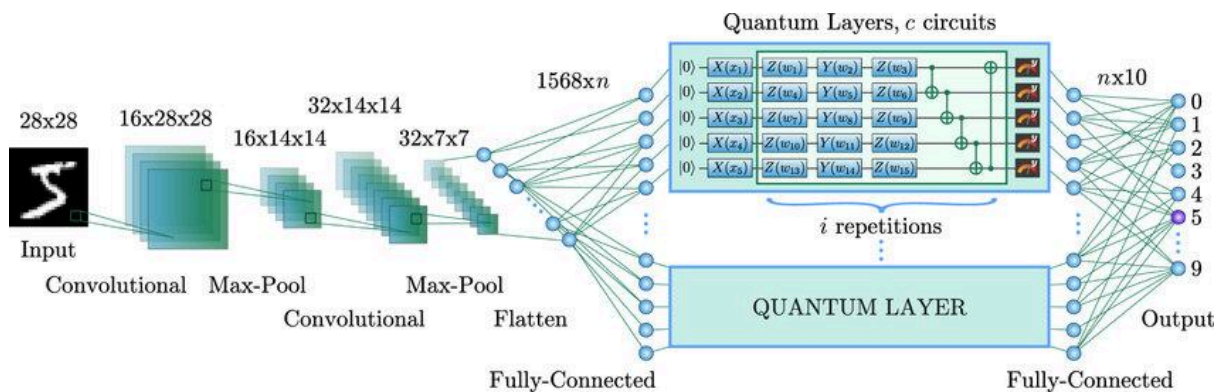 Quantum Layers, c circuits
|0⟩ X(x₁) Z(w₁) Y(w₂) Z(w₃)
|0⟩ X(x₂) Z(w₄) Y(w₅) Z(w₆)
|0⟩ X(x₃) Z(w₇) Y(w₈) Z(w₉)
|0⟩ X(x₄) Z(w₁₀) Y(w₁₁) Z(w₁₂)
|0⟩ X(x₅) Z(w₁₃) Y(w₁₄) Z(w₁₅)
i repetitions
28x28
16x28x28
16x14x14
32x14x14
32x7x7
1568xn
nx10
0
1
2
3
4
5
9
Input
Convolutional
Max-Pool
Convolutional
Max-Pool
Flatten
QUANTUM LAYER
Output
Fully-Connected
Fully-Connected